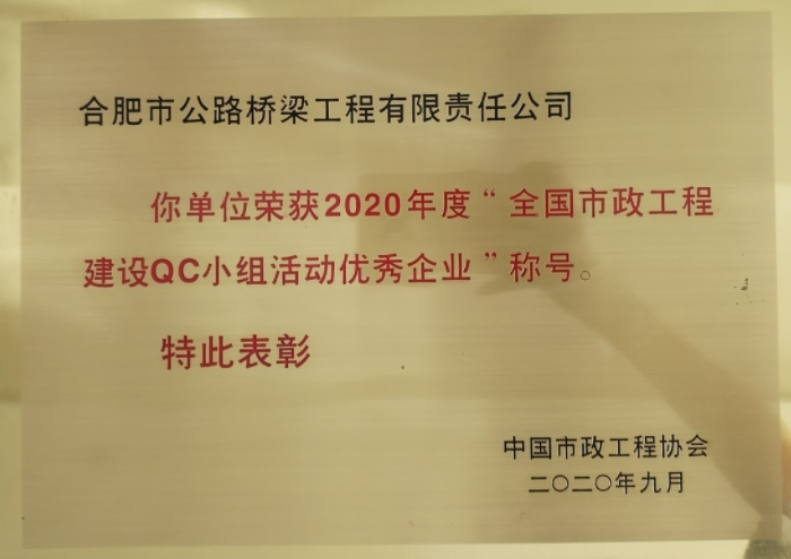 合肥市公路桥梁工程有限责任公司
你单位荣获2020年度“全国市政工程
建设QC小组活动优秀企业”称号。
特此表彰
中国市政工程协会
二〇二〇年九月